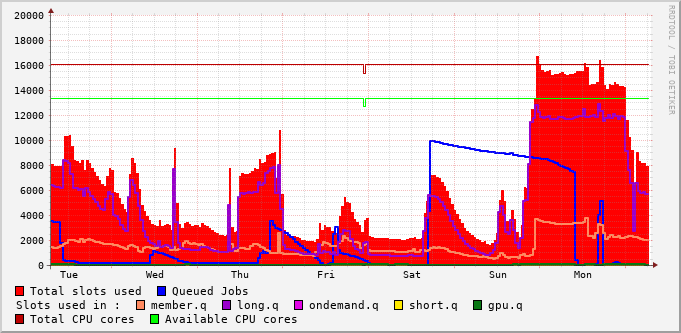 20000
18000
16000
14000
12000
10000
8000
6000
4000
2000
0
Tue Wed Thu Fri Sat Sun Mon
RRDTOOL / TOBI OETIKER
Total slots used Queued Jobs
Slots used in : member.q long.q ondemand.q short.q gpu.q
Total CPU cores Available CPU cores